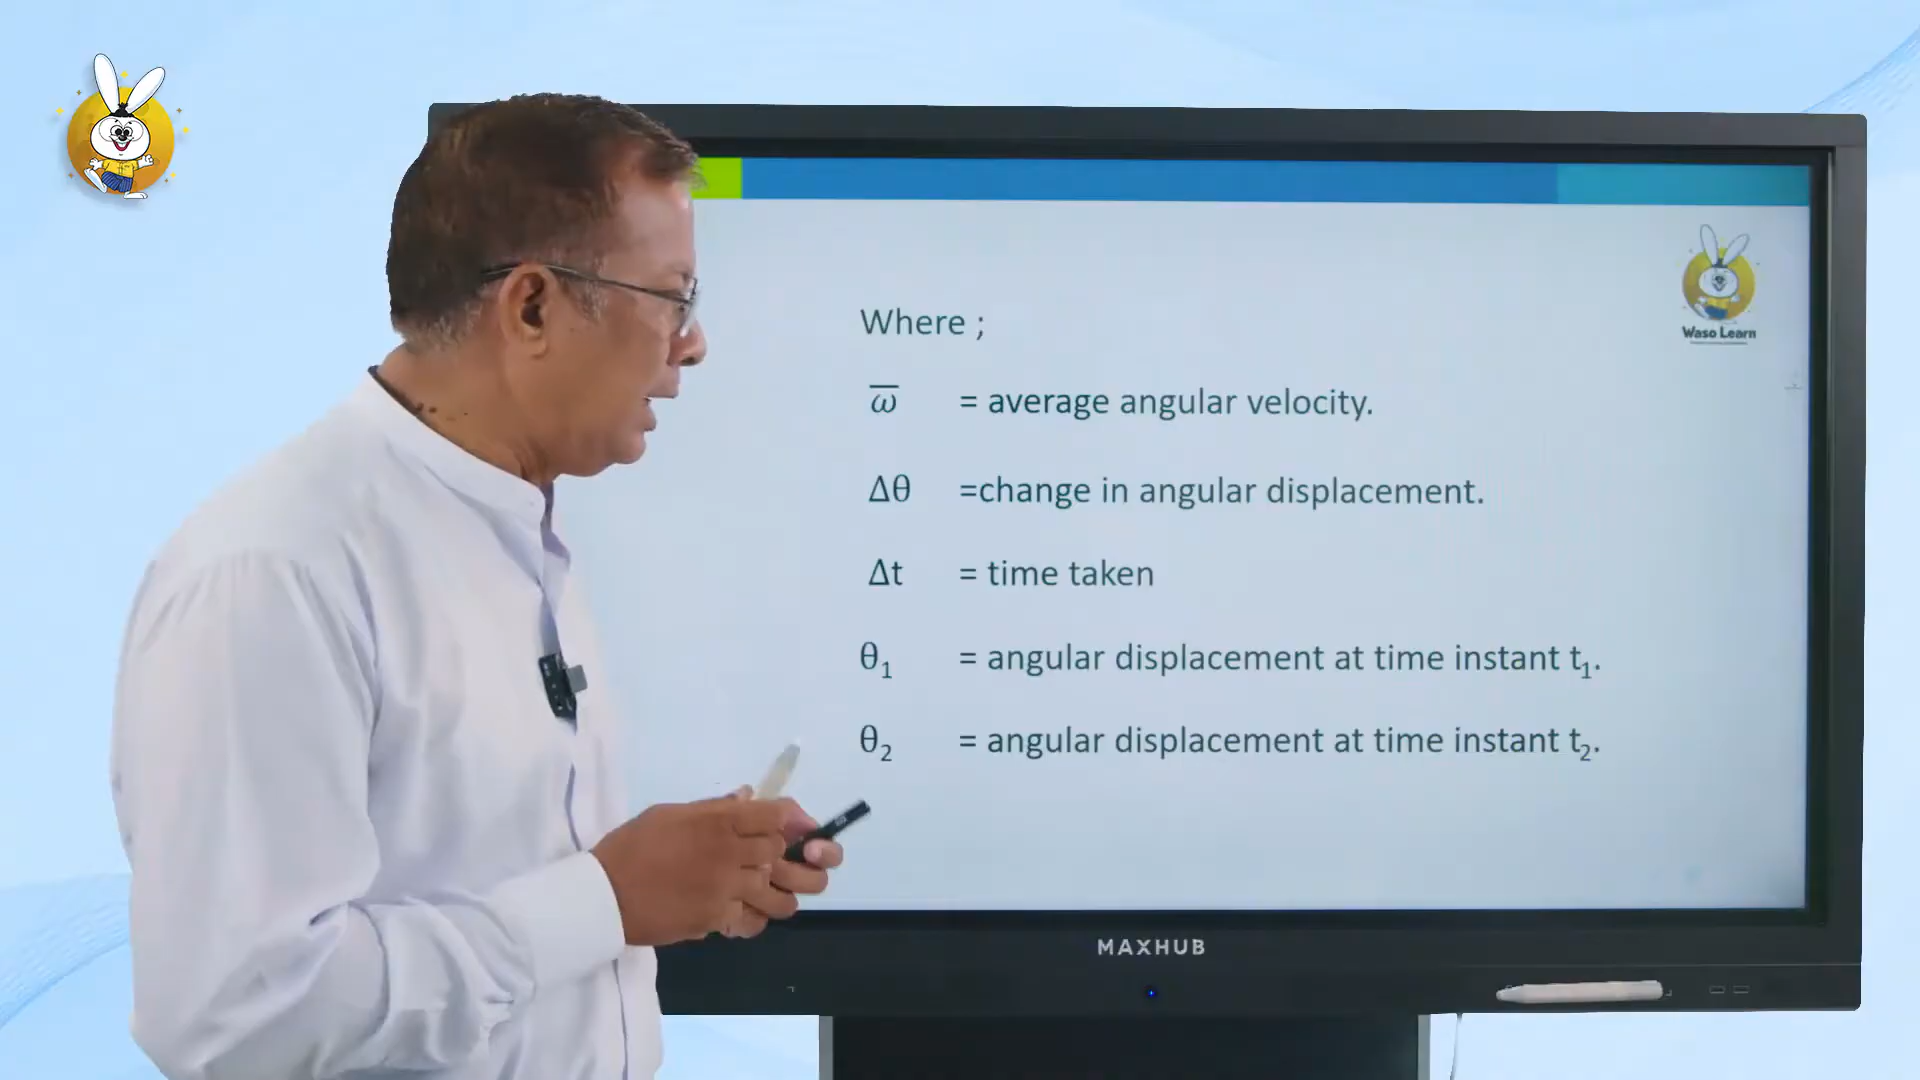 Where ;
Waso Learn
ω̅ = average angular velocity.
Δθ =change in angular displacement.
Δt = time taken
θ₁ = angular displacement at time instant t₁.
θ₂ = angular displacement at time instant t₂.
MAXHUB